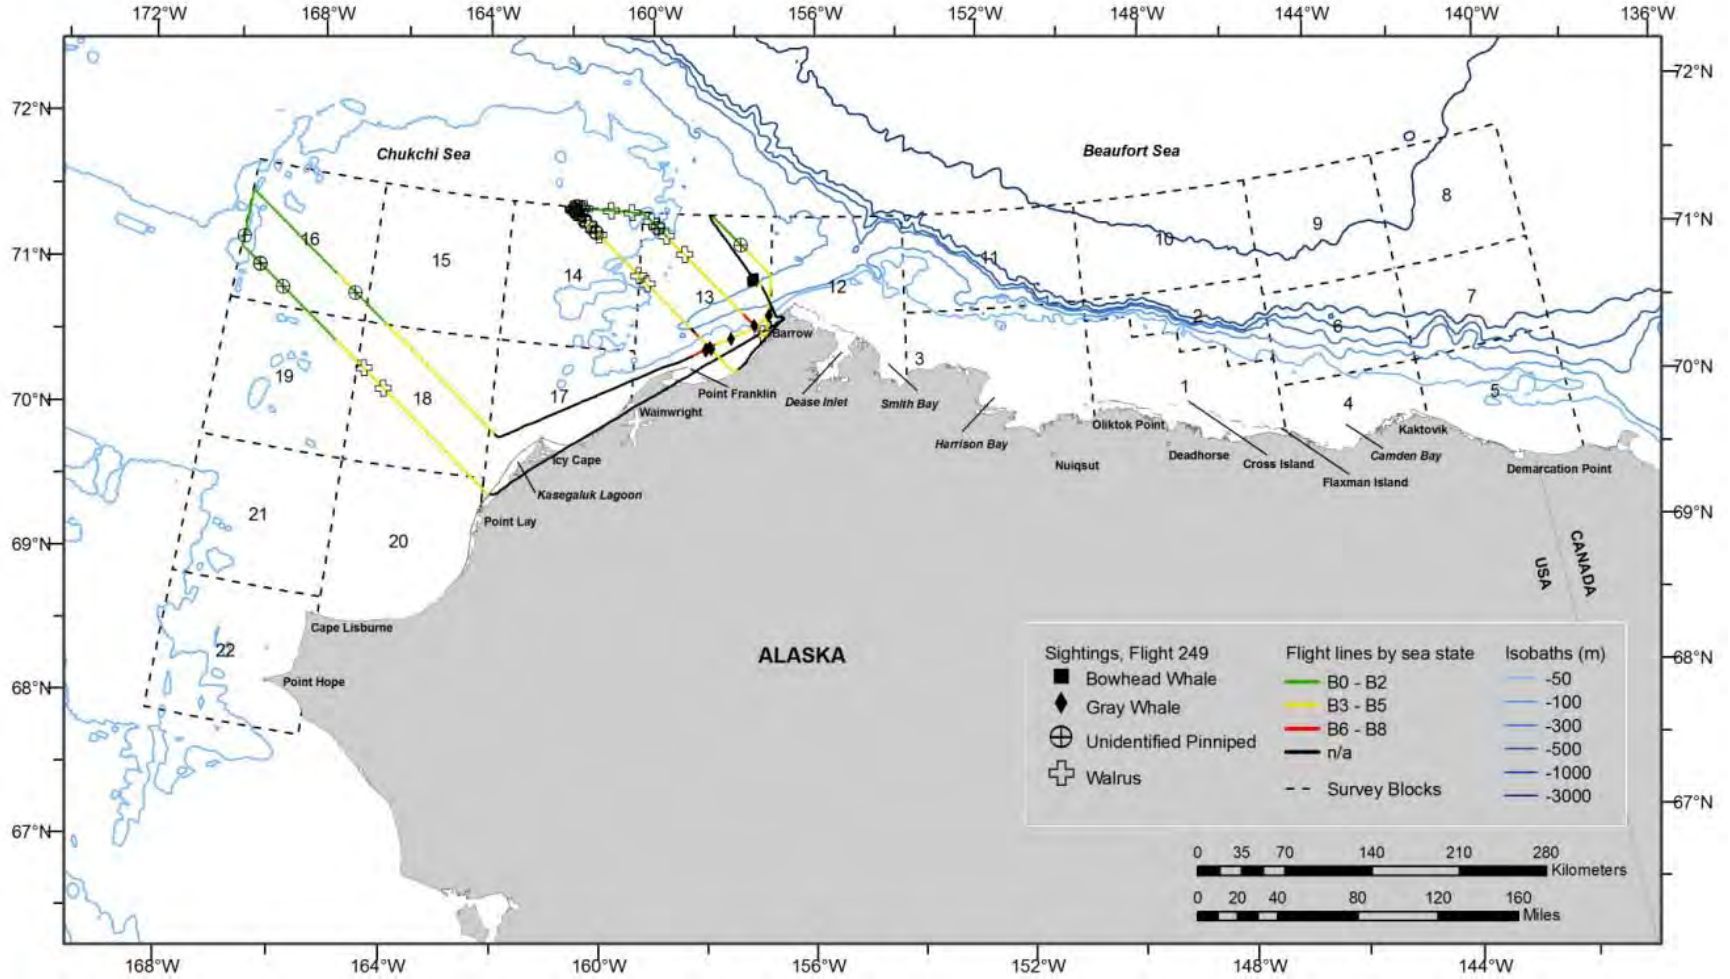 172°W 168°W 164°W 160°W 156°W 152°W 148°W 144°W 140°W 136°W
72°N 72°N
Chukchi Sea Beaufort Sea
8
9
71°N
16 10
71°N 15 11
14
12
13 7
2 6
Barrow
70°N
3
19
Point Franklin 1 5
70°N 18 17 Dease Inlet Smith Bay 4
Wainwright
Oliktok Point Kaktovik
Harrison Bay
Icy Cape Nuiqsut Deadhorse Cross Island Camden Bay Demarcation Point
Flaxman Island
Kasegaluk Lagoon
21 Point Lay 69°N
69°N 20
USA CANADA
Cape Lisburne
22 ALASKA
68°N
68°N Point Hope
Sightings, Flight 249
Bowhead Whale
Gray Whale
Unidentified Pinniped
Walrus
Flight lines by sea state
B0 - B2
B3 - B5
B6 - B8
n/a
Survey Blocks
Isobaths (m)
-50
-100
-300
-500
-1000
-3000
67°N 67°N
0 35 70 140 210 280
Kilometers
0 20 40 80 120 160
Miles
168°W 164°W 160°W 156°W 152°W 148°W 144°W